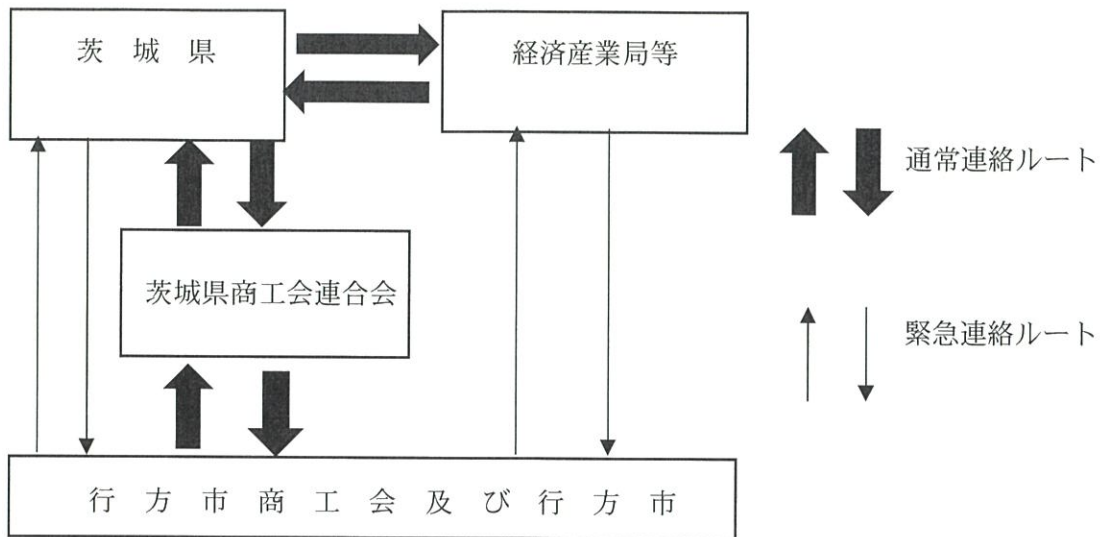 茨城県
経済産業局等
通常連絡ルート
茨城県商工会連合会
緊急連絡ルート
行方市商工会及び行方市